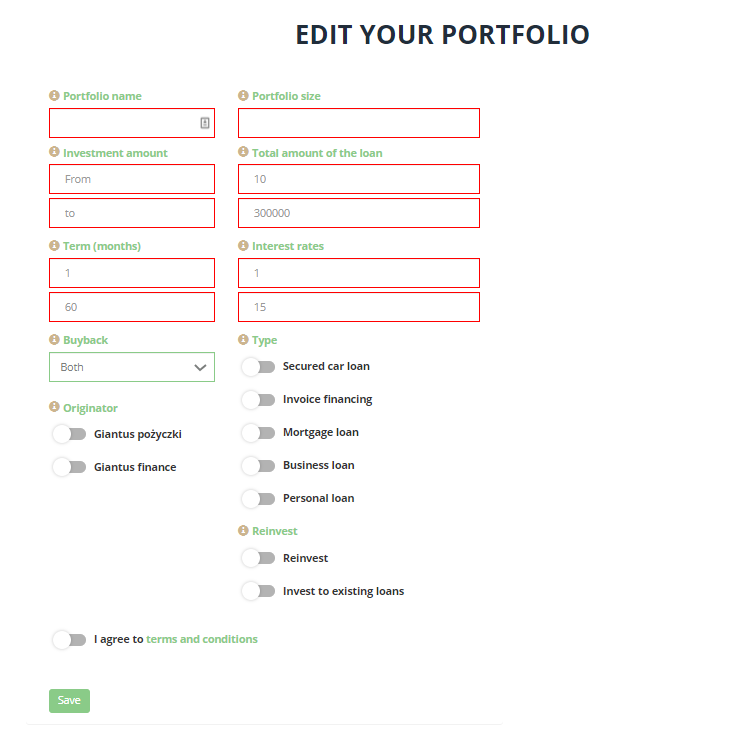 EDIT YOUR PORTFOLIO
Portfolio name
Portfolio size
Investment amount
Total amount of the loan
From
10
to
300000
Term (months)
Interest rates
1
1
60
15
Buyback
Type
Both
Secured car loan
Invoice financing
Originator
Giantus pożyczki
Mortgage loan
Giantus finance
Business loan
Personal loan
Reinvest
Reinvest
Invest to existing loans
I agree to terms and conditions
Save